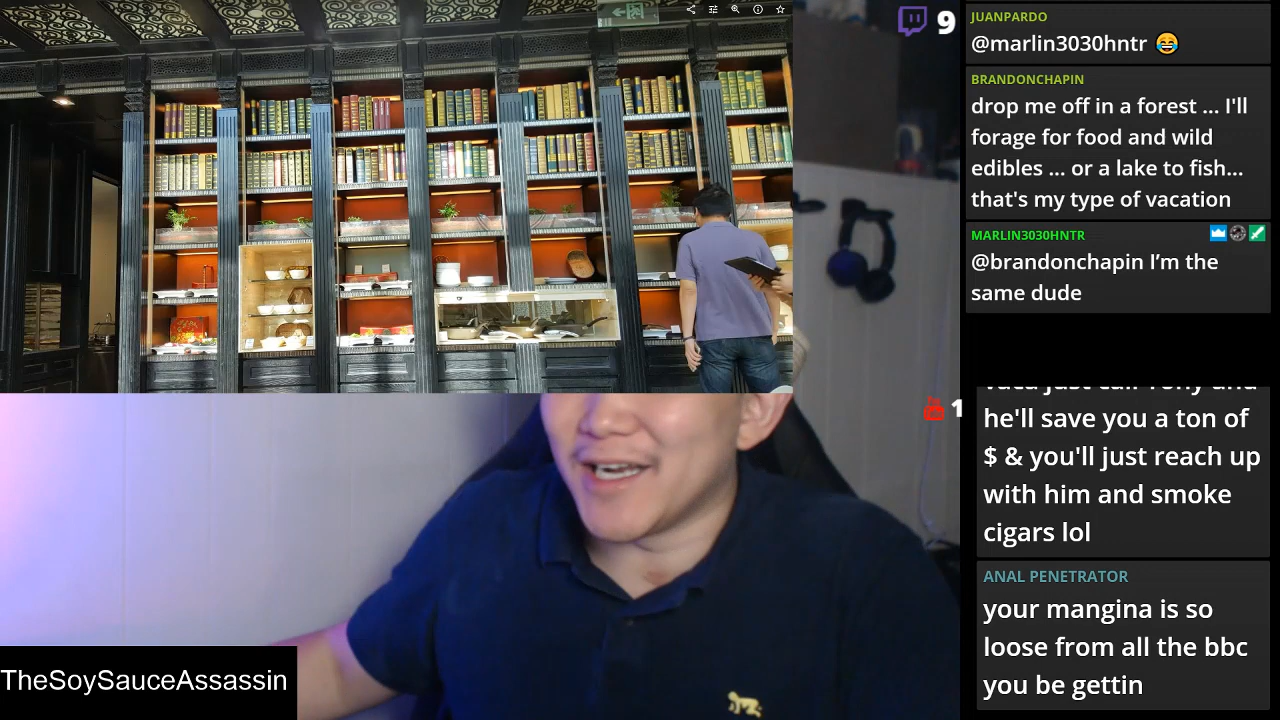 9
JUANPARDO
@marlin3030hntr 😂
BRANDONCHAPIN
drop me off in a forest ... I'll
forage for food and wild
edibles ... or a lake to fish...
that's my type of vacation
MARLIN3030HNTR
@brandonchapin I’m the
same dude
1
he'll save you a ton of
$ & you'll just reach up
with him and smoke
cigars lol
ANAL PENETRATOR
your mangina is so
loose from all the bbc
you be gettin
TheSoySauceAssassin